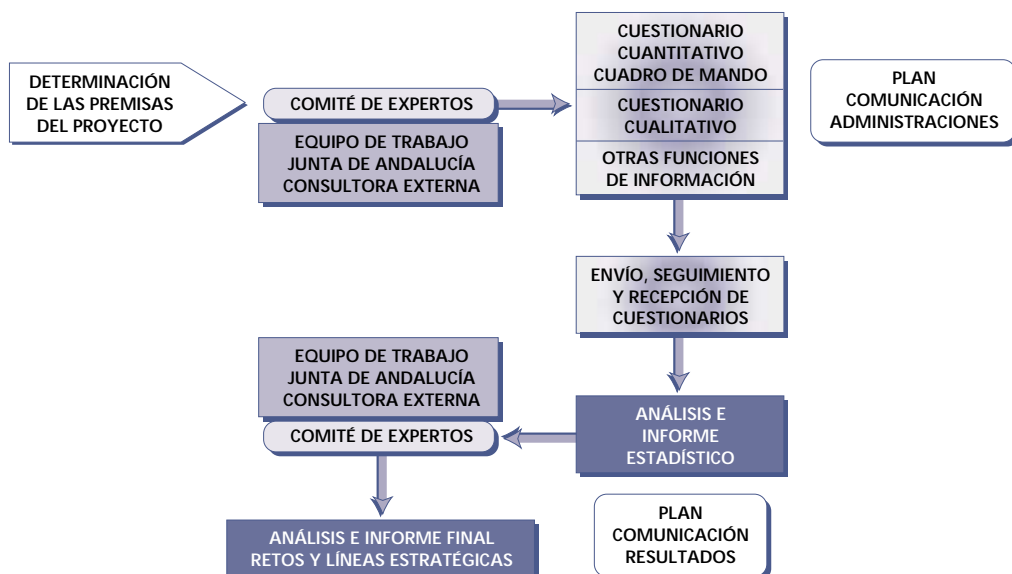 DETERMINACIÓN
DE LAS PREMISAS
DEL PROYECTO
COMITÉ DE EXPERTOS
EQUIPO DE TRABAJO
JUNTA DE ANDALUCÍA
CONSULTORA EXTERNA
CUESTIONARIO
CUANTITATIVO
CUADRO DE MANDO
CUESTIONARIO
CUALITATIVO
OTRAS FUNCIONES
DE INFORMACIÓN
PLAN
COMUNICACIÓN
ADMINISTRACIONES
ENVÍO, SEGUIMIENTO
Y RECEPCIÓN DE
CUESTIONARIOS
EQUIPO DE TRABAJO
JUNTA DE ANDALUCÍA
CONSULTORA EXTERNA
COMITÉ DE EXPERTOS
ANÁLISIS E
INFORME
ESTADÍSTICO
ANÁLISIS E INFORME FINAL
RETOS Y LÍNEAS ESTRATÉGICAS
PLAN
COMUNICACIÓN
RESULTADOS